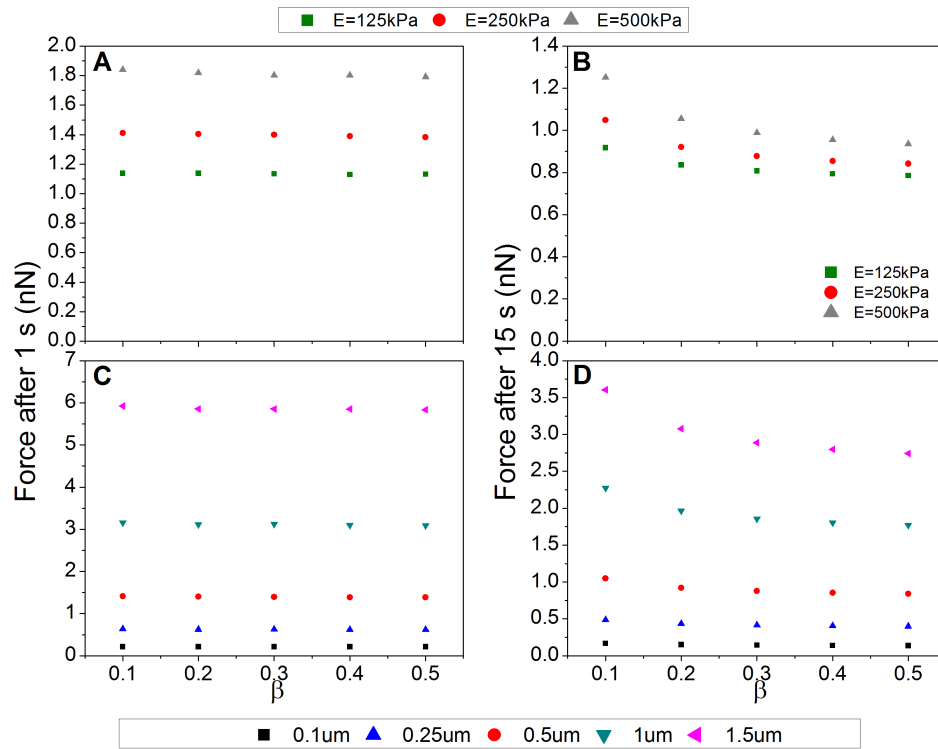 E=125kPa E=250kPa E=500kPa
A
2.0
1.8
1.6
1.4
1.2
1.0
0.8
0.6
0.4
0.2
0.0
B
1.4
1.2
1.0
0.8
0.6
0.4
0.2
0.0
E=125kPa
E=250kPa
E=500kPa
Force after 1 s (nN)
Force after 15 s (nN)
C
7
6
5
4
3
2
1
0
0.1 0.2 0.3 0.4 0.5
β
D
4.0
3.5
3.0
2.5
2.0
1.5
1.0
0.5
0.0
0.1 0.2 0.3 0.4 0.5
β
0.1um 0.25um 0.5um 1um 1.5um